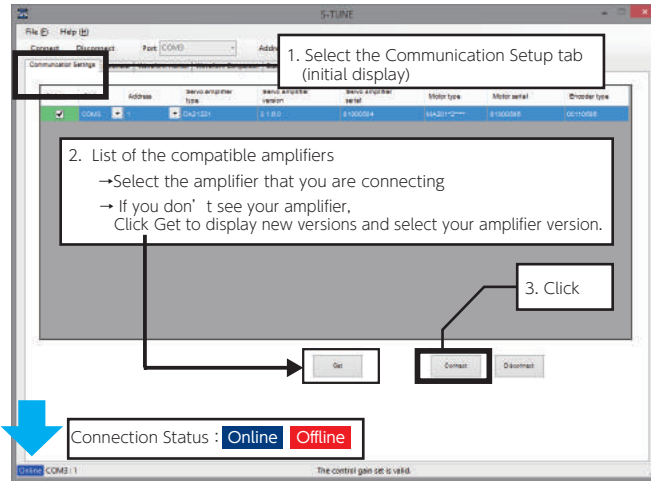 S-TUNE
File (F) Help (H)
Connect Disconnect Port COM3
1. Select the Communication Setup tab
(initial display)
Communication Settings
Address
Servo amplifier type
Servo amplifier version
Servo amplifier serial
Motor type
Motor serial
Encoder type
COM3 1
2. List of the compatible amplifiers
→Select the amplifier that you are connecting
→ If you don’t see your amplifier,
Click Get to display new versions and select your amplifier version.
3. Click
Get Connect Disconnect
Connection Status : Online Offline
Online COM3 : 1 The control gain set is valid.